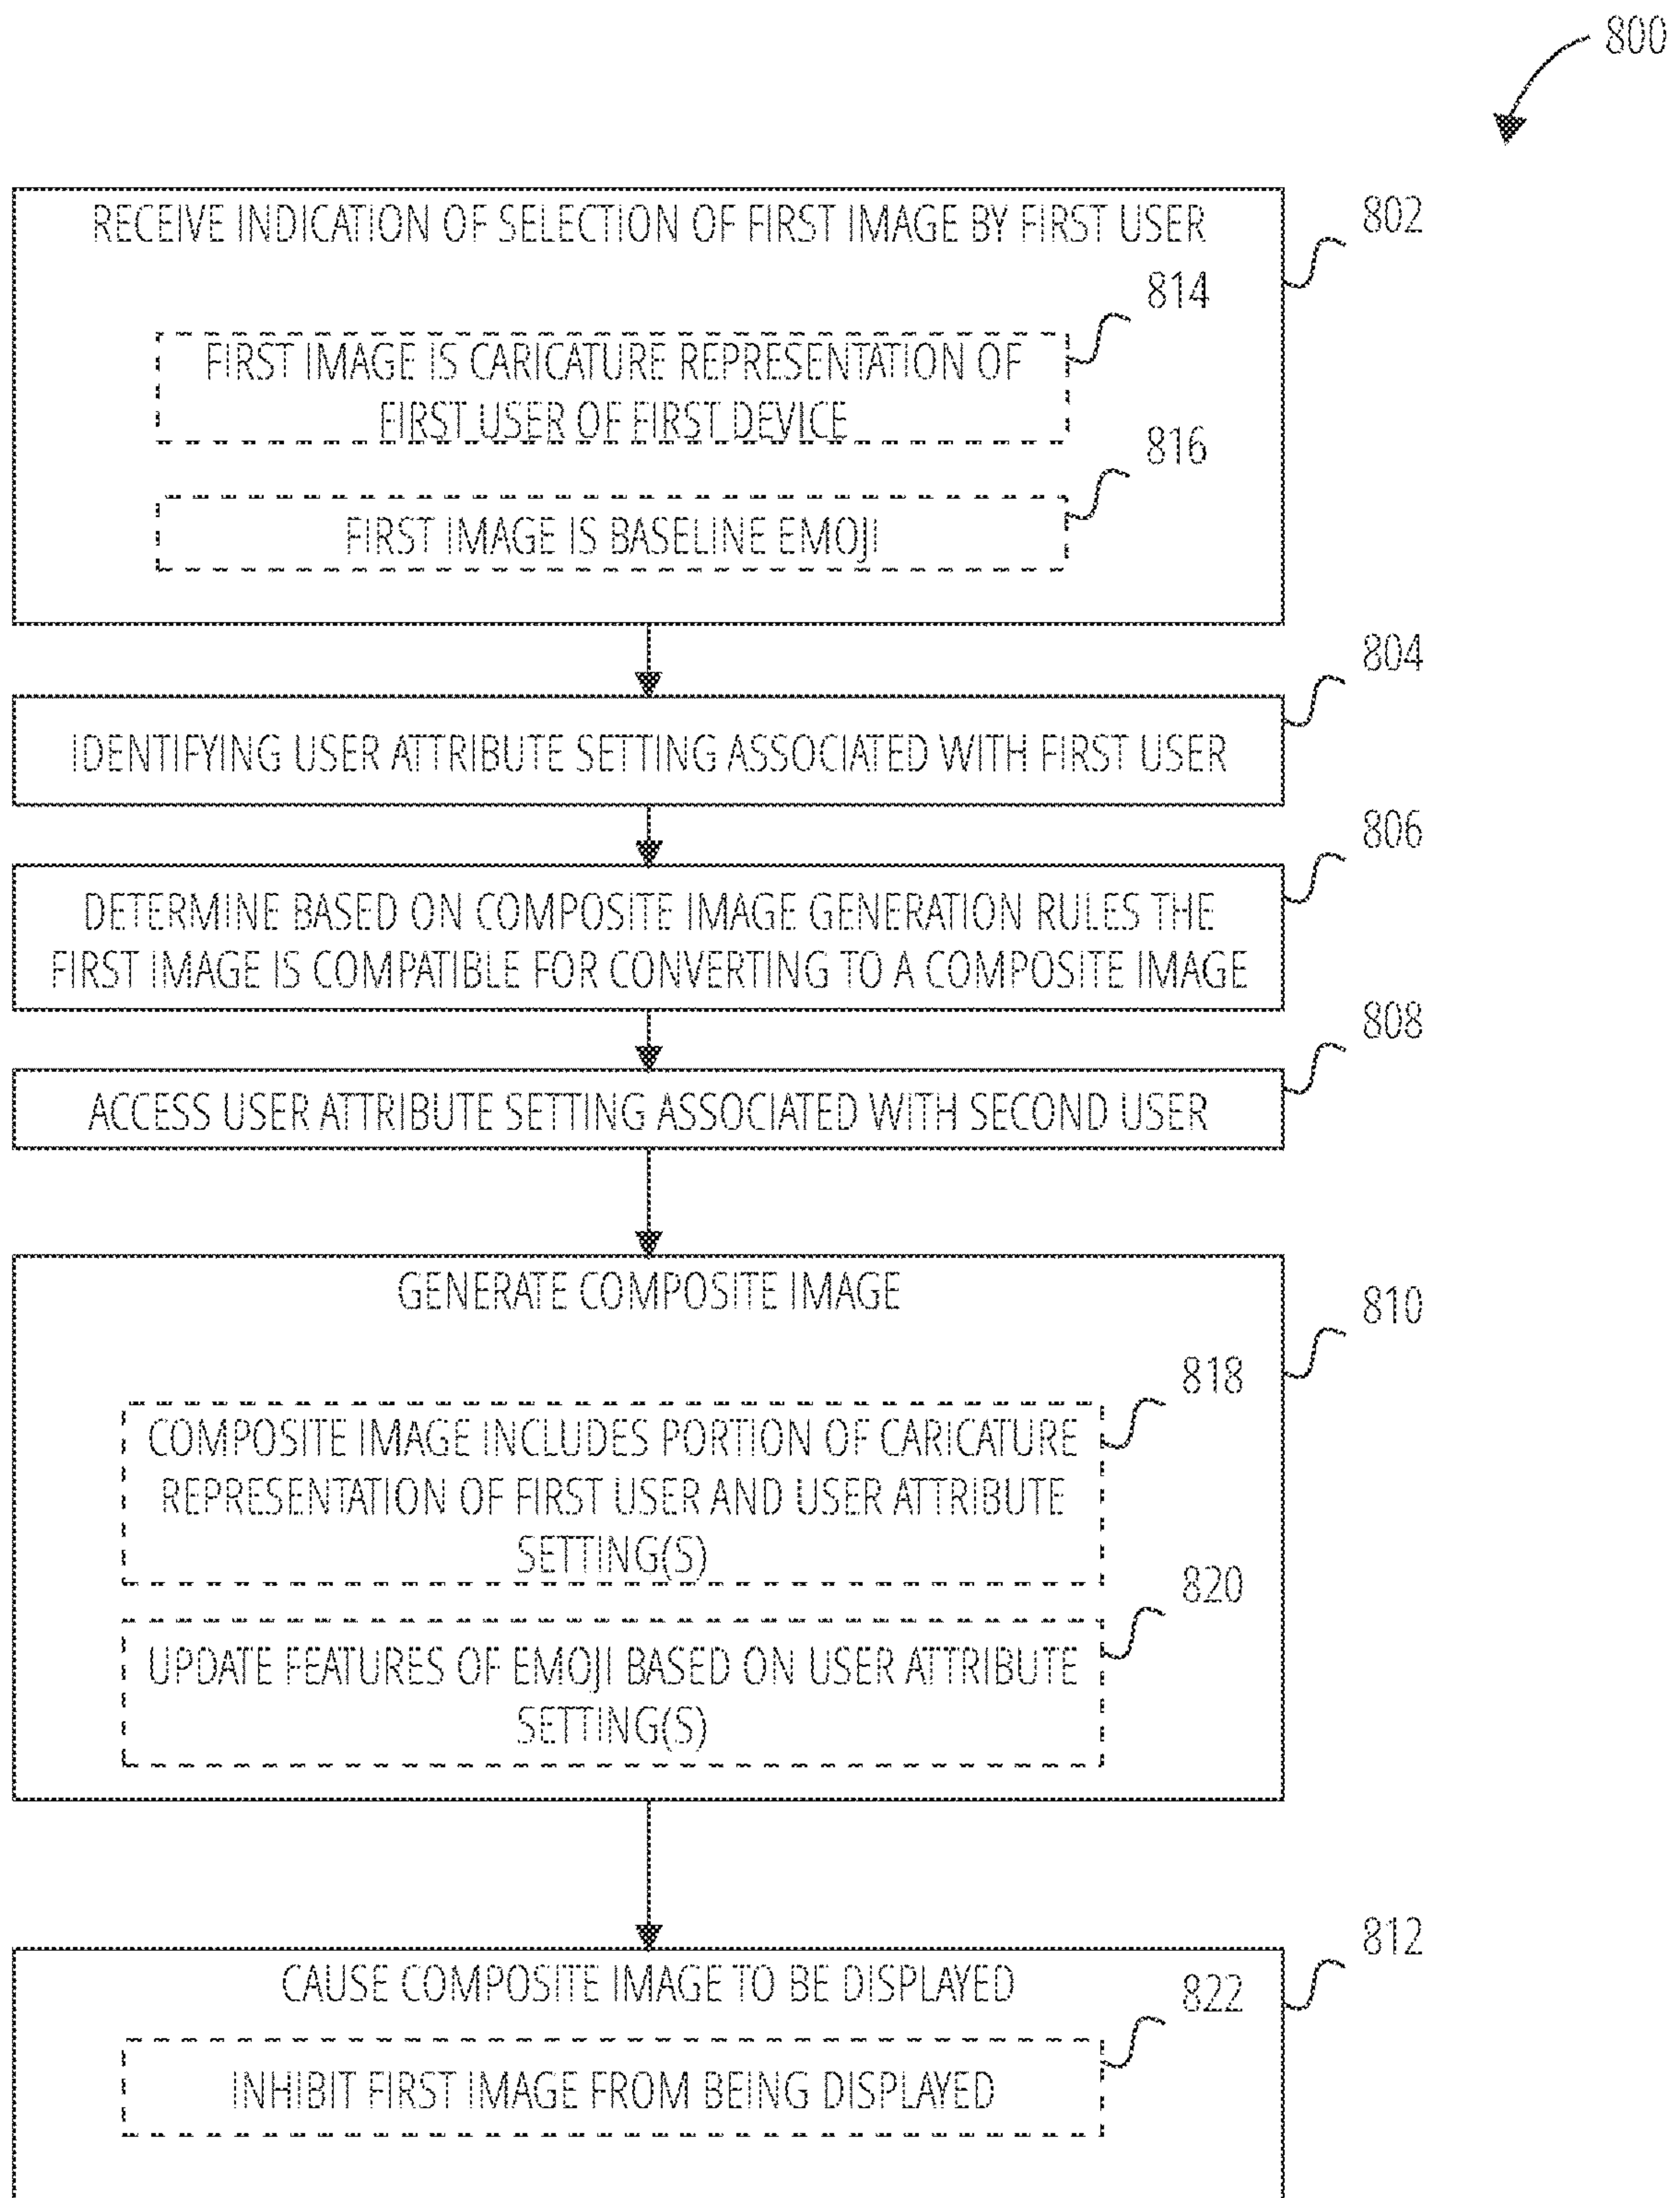 800
802
RECEIVE INDICATION OF SELECTION OF FIRST IMAGE BY FIRST USER
814
FIRST IMAGE IS CARICATURE REPRESENTATION OF
FIRST USER OF FIRST DEVICE
816
FIRST IMAGE IS BASELINE EMOJI
804
IDENTIFYING USER ATTRIBUTE SETTING ASSOCIATED WITH FIRST USER
806
DETERMINE BASED ON COMPOSITE IMAGE GENERATION RULES THE
FIRST IMAGE IS COMPATIBLE FOR CONVERTING TO A COMPOSITE IMAGE
808
ACCESS USER ATTRIBUTE SETTING ASSOCIATED WITH SECOND USER
GENERATE COMPOSITE IMAGE
810
818
COMPOSITE IMAGE INCLUDES PORTION OF CARICATURE
REPRESENTATION OF FIRST USER AND USER ATTRIBUTE
SETTING(S)
820
UPDATE FEATURES OF EMOJI BASED ON USER ATTRIBUTE
SETTING(S)
812
CAUSE COMPOSITE IMAGE TO BE DISPLAYED
822
INHIBIT FIRST IMAGE FROM BEING DISPLAYED